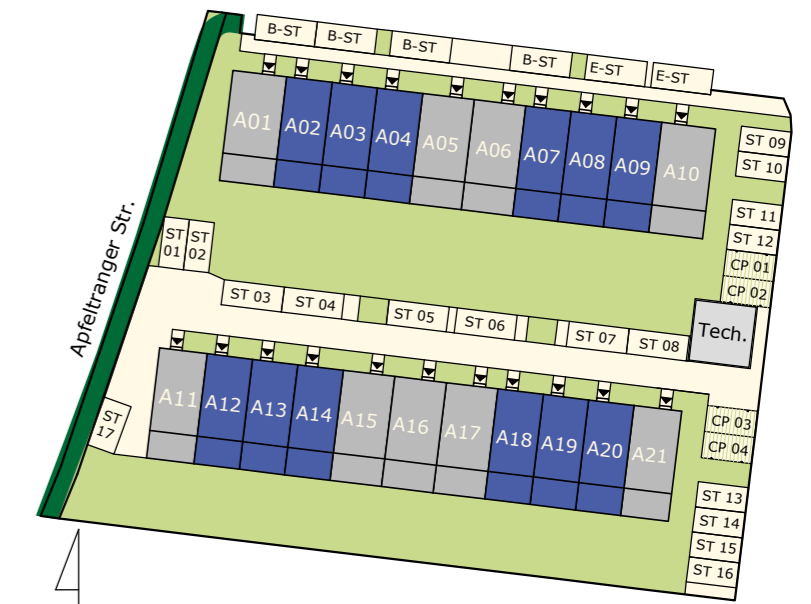 B-ST
B-ST
B-ST
B-ST
E-ST
E-ST
A01
A02
A03
A04
A05
A06
A07
A08
A09
A10
ST 09
ST 10
ST 11
ST 12
CP 01
CP 02
Apfeltranger Str.
ST
01
ST
02
ST 03
ST 04
ST 05
ST 06
ST 07
ST 08
Tech.
A11
A12
A13
A14
A15
A16
A17
A18
A19
A20
A21
ST
17
CP 03
CP 04
ST 13
ST 14
ST 15
ST 16